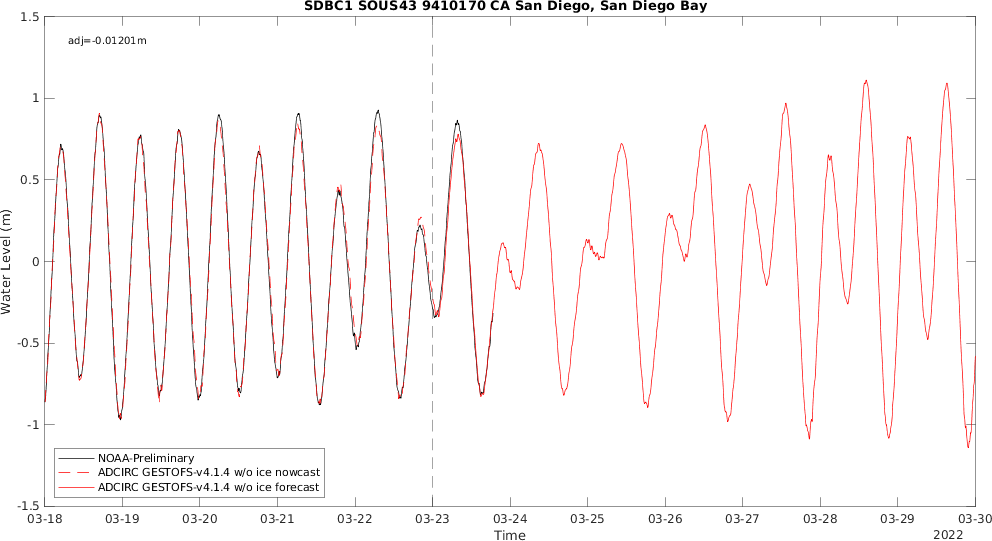 SDBC1 SOUS43 9410170 CA San Diego, San Diego Bay
1.5
adj=-0.01201m
1
0.5
0
-0.5
-1
-1.5
Water Level (m)
NOAA-Preliminary
ADCIRC GESTOFS-v4.1.4 w/o ice nowcast
ADCIRC GESTOFS-v4.1.4 w/o ice forecast
03-18 03-19 03-20 03-21 03-22 03-23 03-24 03-25 03-26 03-27 03-28 03-29 03-30
Time
2022